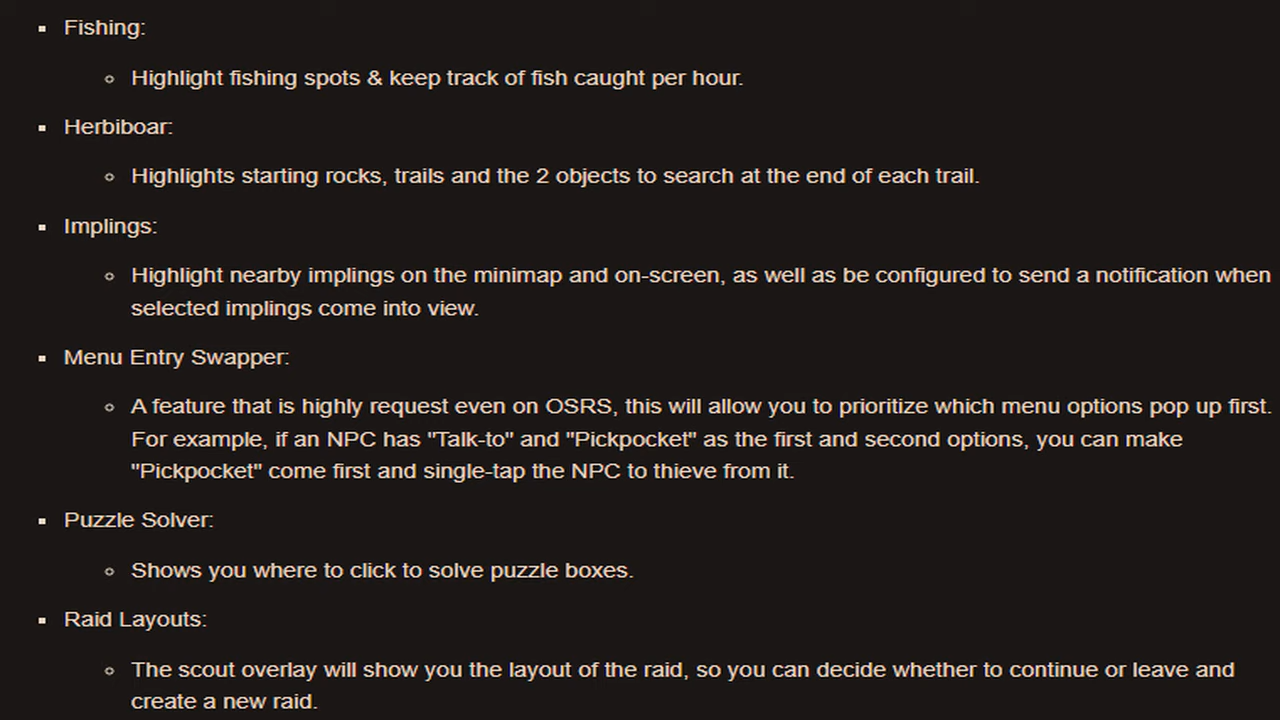 Fishing:
Highlight fishing spots & keep track of fish caught per hour.
Herbiboar:
Highlights starting rocks, trails and the 2 objects to search at the end of each trail.
Implings:
Highlight nearby implings on the minimap and on-screen, as well as be configured to send a notification when
selected implings come into view.
Menu Entry Swapper:
A feature that is highly request even on OSRS, this will allow you to prioritize which menu options pop up first.
For example, if an NPC has "Talk-to" and "Pickpocket" as the first and second options, you can make
"Pickpocket" come first and single-tap the NPC to thieve from it.
Puzzle Solver:
Shows you where to click to solve puzzle boxes.
Raid Layouts:
The scout overlay will show you the layout of the raid, so you can decide whether to continue or leave and
create a new raid.